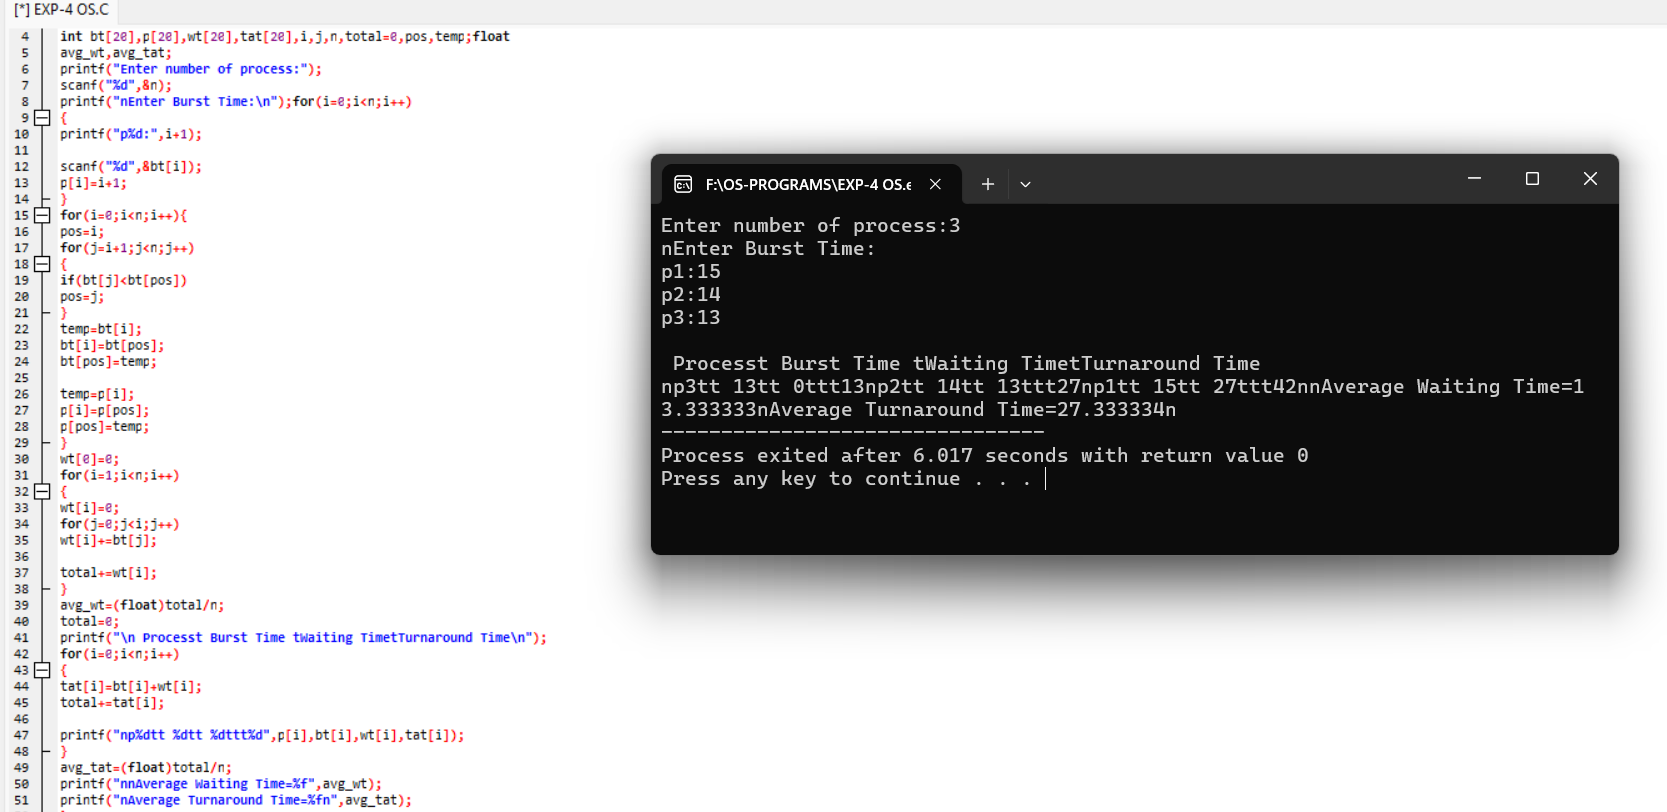 [*] EXP-4 OS.C
4 int bt[20],p[20],wt[20],tat[20],i,j,n,total=0,pos,temp;float
5 avg_wt,avg_tat;
6 printf("Enter number of process:");
7 scanf("%d",&n);
8 printf("nEnter Burst Time:\n");for(i=0;i<n;i++)
9 {
10 printf("p%d:",i+1);
11
12 scanf("%d",&bt[i]);
13 p[i]=i+1;
14 }
15 for(i=0;i<n;i++){
16 pos=i;
17 for(j=i+1;j<n;j++)
18 {
19 if(bt[j]<bt[pos])
20 pos=j;
21 }
22 temp=bt[i];
23 bt[i]=bt[pos];
24 bt[pos]=temp;
25
26 temp=p[i];
27 p[i]=p[pos];
28 p[pos]=temp;
29 }
30 wt[0]=0;
31 for(i=1;i<n;i++)
32 {
33 wt[i]=0;
34 for(j=0;j<i;j++)
35 wt[i]+=bt[j];
36
37 total+=wt[i];
38 }
39 avg_wt=(float)total/n;
40 total=0;
41 printf("\n Processt Burst Time tWaiting TimetTurnaround Time\n");
42 for(i=0;i<n;i++)
43 {
44 tat[i]=bt[i]+wt[i];
45 total+=tat[i];
46
47 printf("np%dtt %dtt %dttt%d",p[i],bt[i],wt[i],tat[i]);
48 }
49 avg_tat=(float)total/n;
50 printf("nnAverage Waiting Time=%f",avg_wt);
51 printf("nAverage Turnaround Time=%fn",avg_tat);
F:\OS-PROGRAMS\EXP-4 OS.e
Enter number of process:3
nEnter Burst Time:
p1:15
p2:14
p3:13
Processt Burst Time tWaiting TimetTurnaround Time
np3tt 13tt 0ttt13np2tt 14tt 13ttt27np1tt 15tt 27ttt42nnAverage Waiting Time=1
3.333333nAverage Turnaround Time=27.333334n
--------------------------------
Process exited after 6.017 seconds with return value 0
Press any key to continue . . .